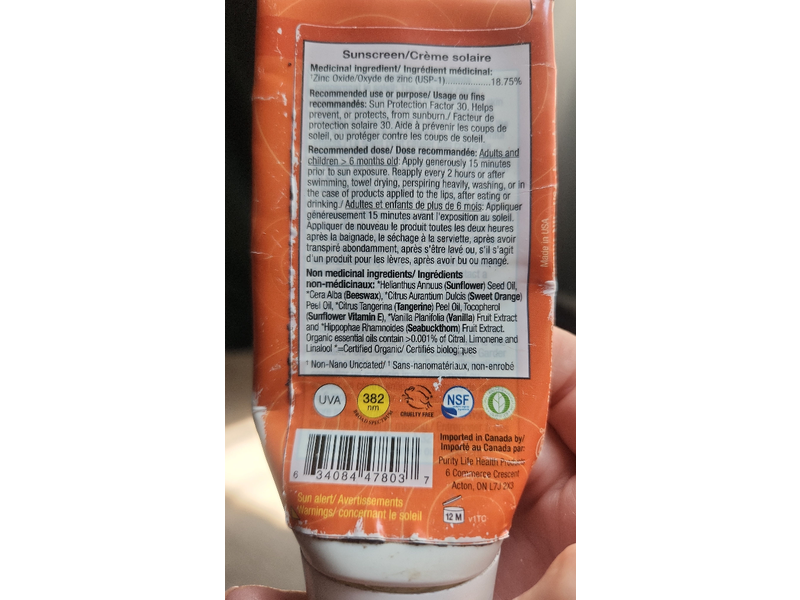 Sunscreen/Crème solaire
Medicinal ingredient/ Ingrédient médicinal:
¹Zinc Oxide/Oxyde de zinc (USP-1)..................18.75%
Recommended use or purpose/ Usage ou fins
recommandés: Sun Protection Factor 30. Helps
prevent, or protects, from sunburn./ Facteur de
protection solaire 30. Aide à prévenir les coups de
soleil, ou protéger contre les coups de soleil.
Recommended dose/ Dose recommandée: Adults and
children > 6 months old: Apply generously 15 minutes
prior to sun exposure. Reapply every 2 hours or after
swimming, towel drying, perspiring heavily, washing, or in
the case of products applied to the lips, after eating or
drinking./ Adultes et enfants de plus de 6 mois: Appliquer
généreusement 15 minutes avant l'exposition au soleil.
Appliquer de nouveau le produit toutes les deux heures
après la baignade, le séchage à la serviette, après avoir
transpiré abondamment, après s'être lavé ou, s'il s'agit
d'un produit pour les lèvres, après avoir bu ou mangé.
Non medicinal ingredients/ Ingrédients
non-médicinaux: *Helianthus Annuus (Sunflower) Seed Oil,
*Cera Alba (Beeswax), *Citrus Aurantium Dulcis (Sweet Orange)
Peel Oil, *Citrus Tangerina (Tangerine) Peel Oil, Tocopherol
(Sunflower Vitamin E), *Vanilla Planifolia (Vanilla) Fruit Extract
and *Hippophae Rhamnoides (Seabuckthorn) Fruit Extract.
Organic essential oils contain >0.001% of Citral, Limonene and
Linalool *=Certified Organic/ Certifiés biologiques
¹ Non-Nano Uncoated/ ¹ Sans-nanomatériaux, non-enrobé
Made in USA
UVA
382
nm
BROAD SPECTRUM
CRUELTY FREE
NSF
6 34084 47803 7
Imported in Canada by/
Importé au Canada par:
Purity Life Health Products
6 Commerce Crescent
Acton, ON L7J 2X3
Sun alert/ Avertissements
Warnings/ concernant le soleil
12 M
v1TC